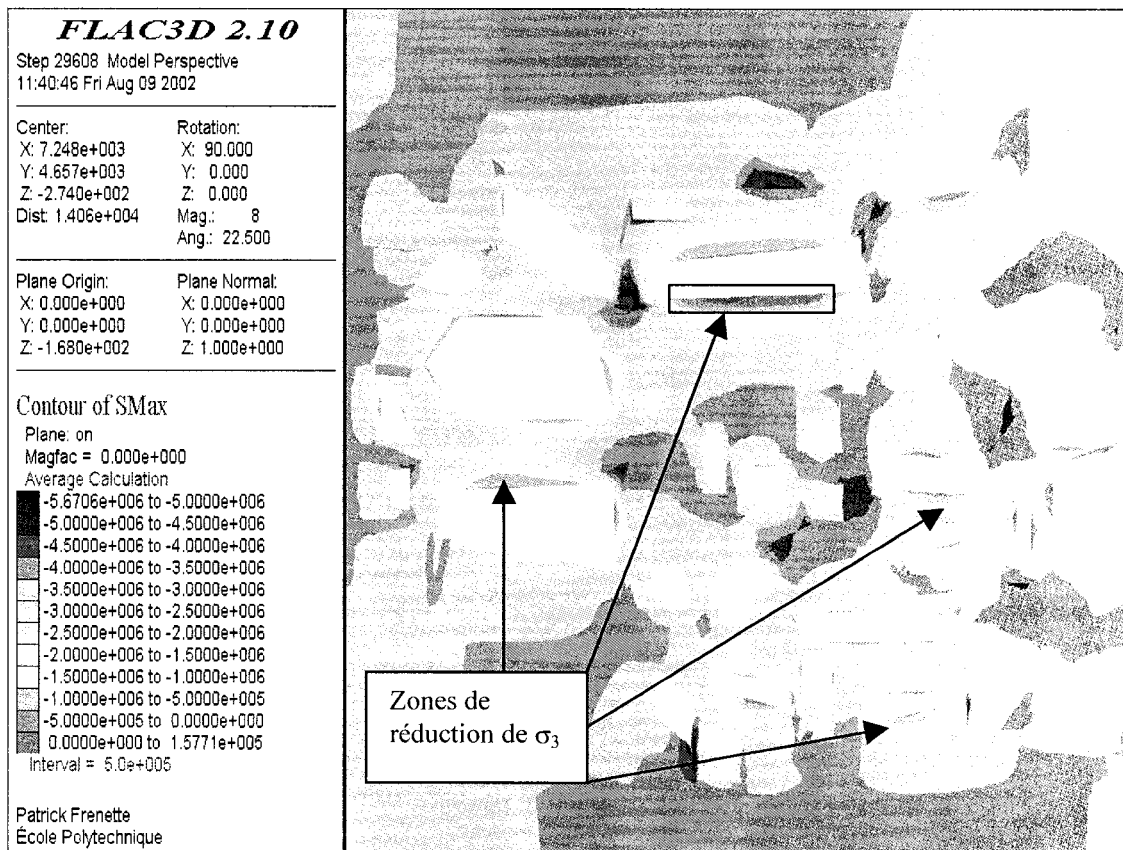 FLAC3D 2.10
Step 29608 Model Perspective
11:40:46 Fri Aug 09 2002
Center:
X: 7.248e+003
Y: 4.657e+003
Z: -2.740e+002
Dist: 1.406e+004
Rotation:
X: 90.000
Y: 0.000
Z: 0.000
Mag.: 8
Ang.: 22.500
Plane Origin:
X: 0.000e+000
Y: 0.000e+000
Z: -1.680e+002
Plane Normal:
X: 0.000e+000
Y: 0.000e+000
Z: 1.000e+000
Contour of SMax
Plane: on
Magfac = 0.000e+000
Average Calculation
-5.6706e+006 to -5.0000e+006
-5.0000e+006 to -4.5000e+006
-4.5000e+006 to -4.0000e+006
-4.0000e+006 to -3.5000e+006
-3.5000e+006 to -3.0000e+006
-3.0000e+006 to -2.5000e+006
-2.5000e+006 to -2.0000e+006
-2.0000e+006 to -1.5000e+006
-1.5000e+006 to -1.0000e+006
-1.0000e+006 to -5.0000e+005
-5.0000e+005 to 0.0000e+000
0.0000e+000 to 1.5771e+005
Interval = 5.0e+005
Patrick Frenette
École Polytechnique
Zones de
réduction de σ₃